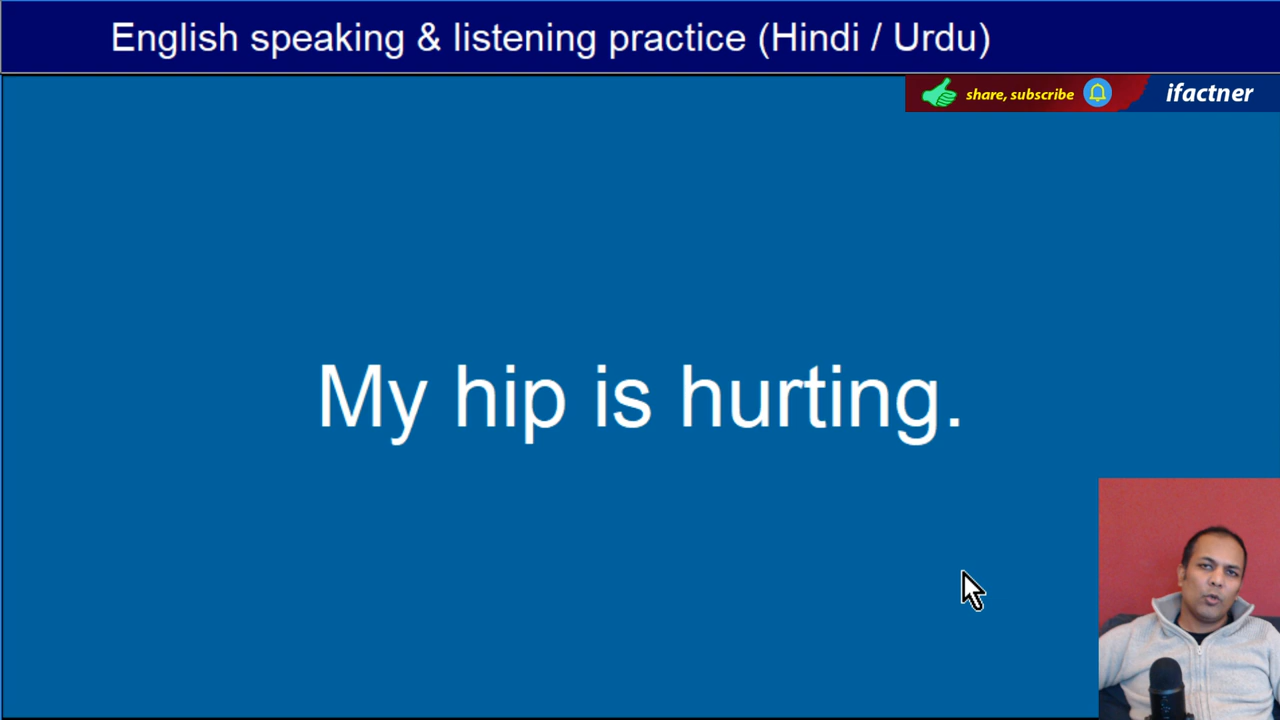 English speaking & listening practice (Hindi / Urdu)
share, subscribe
ifactner
My hip is hurting.